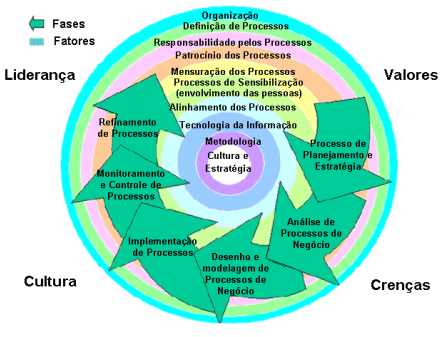 Fases
Fatores
Organização
Definição de Processos
Responsabilidade pelos Processos
Patrocínio dos Processos
Mensuração dos Processos
Processos de Sensibilização
(envolvimento das pessoas)
Alinhamento dos Processos
Tecnologia da Informação
Metodologia
Cultura e
Estratégia
Liderança
Valores
Cultura
Crenças
Processo de
Planejamento e
Estratégia
Análise de
Processos de
Negócio
Desenho e
modelagem de
Processos de
Negócio
Implementação
de Processos
Monitoramento
e Controle de
Processos
Refinamento
de Processos